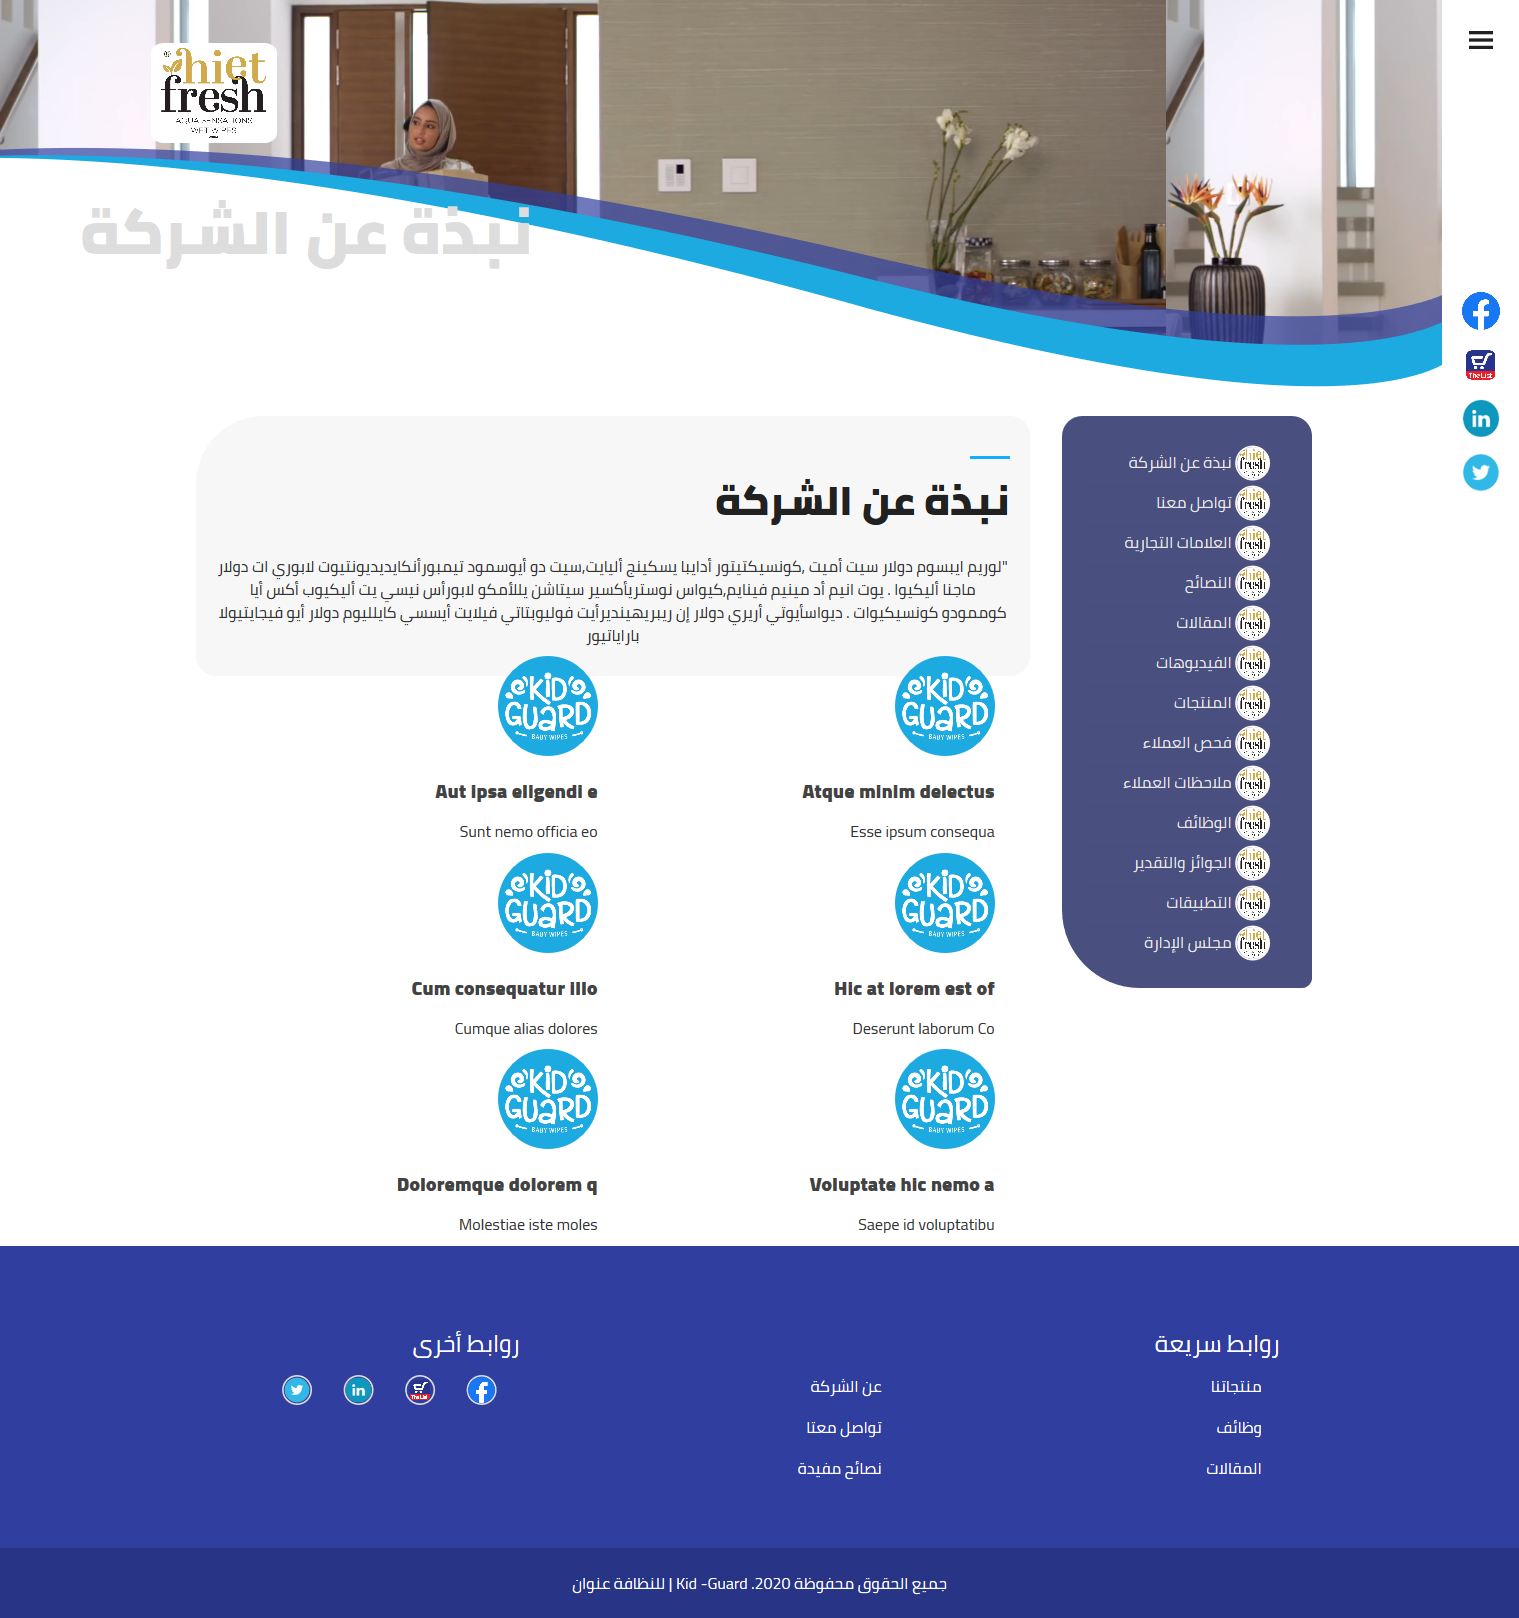 hiet
fresh
AQUA SENSATIONS
WET WIPES
نبذة عن الشركة
The List
in
نبذة عن الشركة
تواصل معنا
العلامات التجارية
النصائح
المقالات
الفيديوهات
المنتجات
فحص العملاء
ملاحظات العملاء
الوظائف
الجوائز والتقدير
التطبيقات
مجلس الإدارة
نبذة عن الشركة
"لوريم ايبسوم دولار سيت أميت ,كونسيكتيتور أدايبا يسكينج أليايت,سيت دو أيوسمود تيمبورأنكايديديونتيوت لابوري ات دولار
ماجنا أليكيوا . يوت انيم أد مينيم فينايم,كيواس نوستريأكسير سيتاشن يللأمكو لابورأس نيسي يت أليكيوب أكس أيا
كوممودو كونسيكيوات . ديواسأيوتي أريري دولار إن ريبريهينديرأيت فوليوبتاتي فيلايت أيسسي كايلليوم دولار أيو فيجايتيولا
باراياتيور
KID GUARD
BABY WIPES
Atque minim delectus
Esse ipsum consequa
KID GUARD
BABY WIPES
Aut ipsa eligendi e
Sunt nemo officia eo
KID GUARD
BABY WIPES
Hic at lorem est of
Deserunt laborum Co
KID GUARD
BABY WIPES
Cum consequatur illo
Cumque alias dolores
KID GUARD
BABY WIPES
Voluptate hic nemo a
Saepe id voluptatibu
KID GUARD
BABY WIPES
Doloremque dolorem q
Molestiae iste moles
روابط سريعة
منتجاتنا
وظائف
المقالات
عن الشركة
تواصل معتا
نصائح مفيدة
روابط أخرى
جميع الحقوق محفوظة 2020. Kid -Guard | للنظافة عنوان